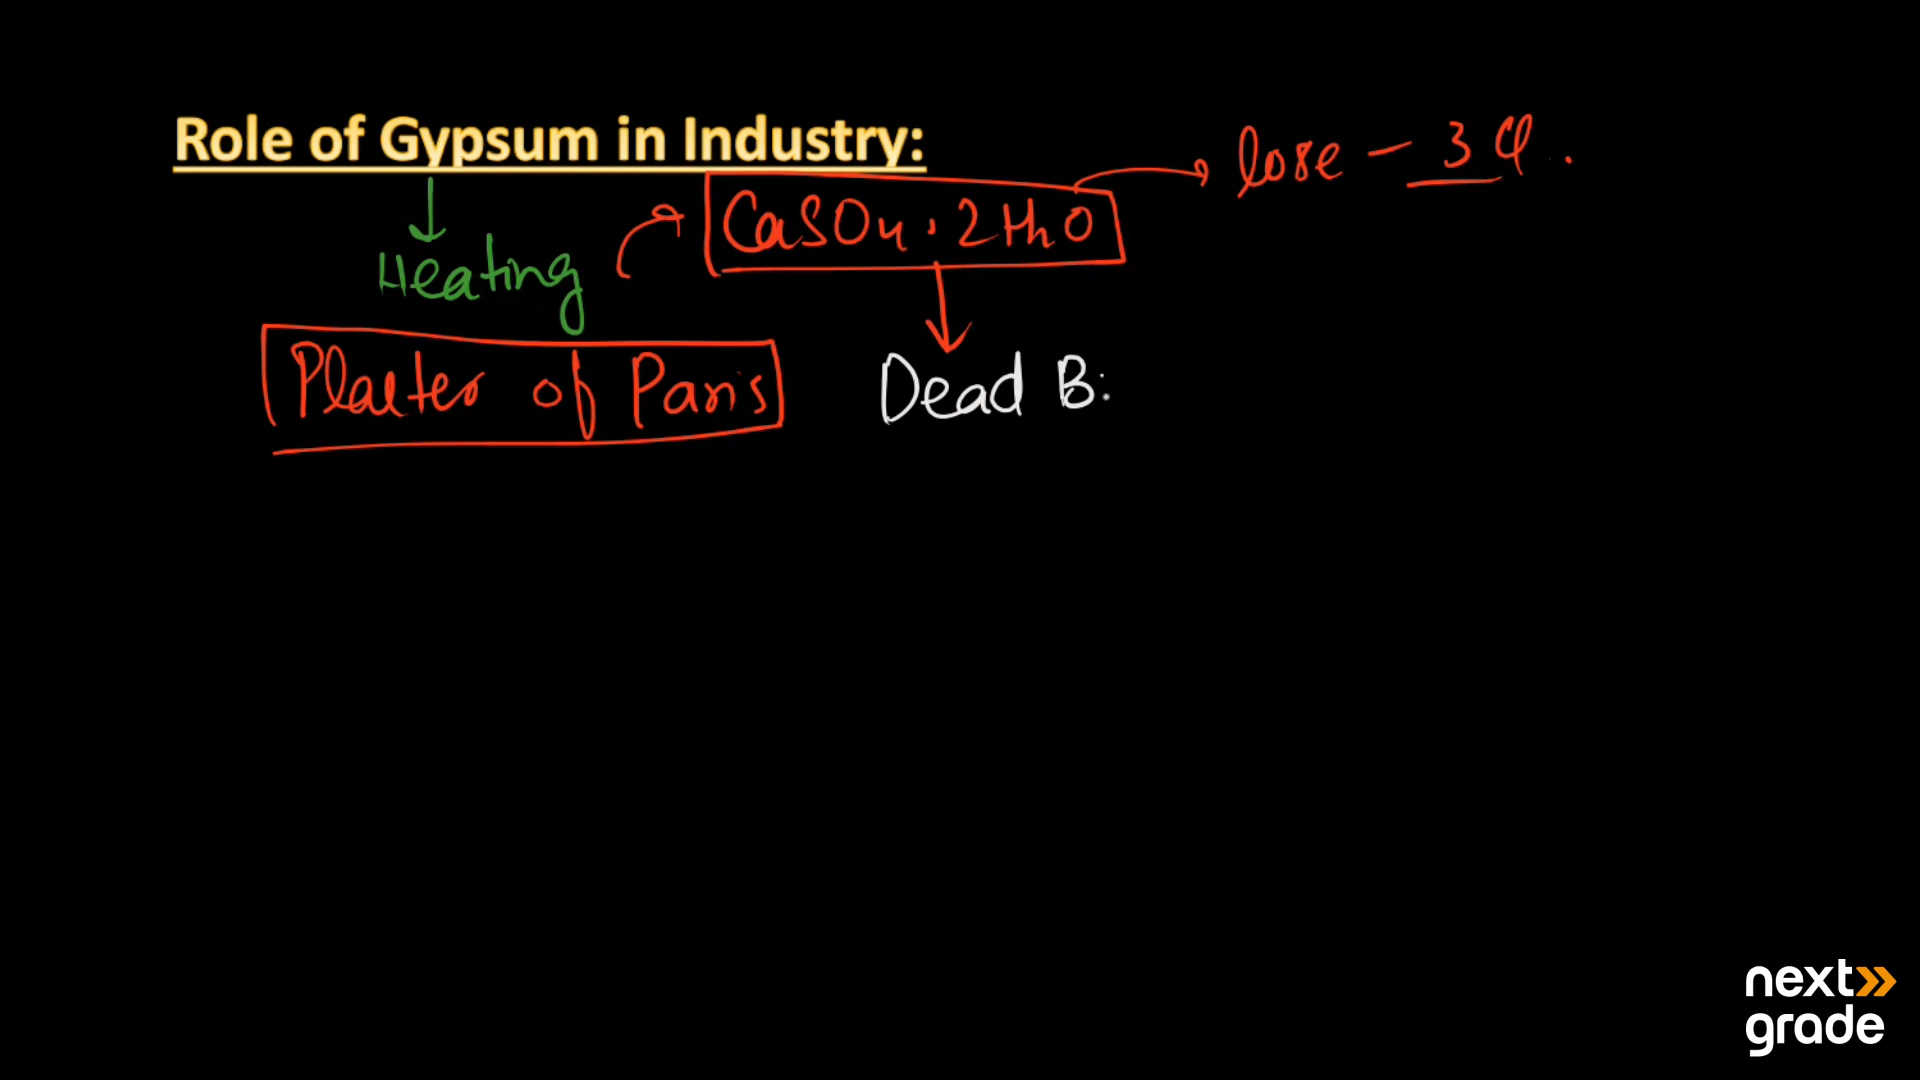 Role of Gypsum in Industry:
lose - 3
CaSO4 . 2H2O
Heating
Plaster of Paris
Dead B:
next
grade